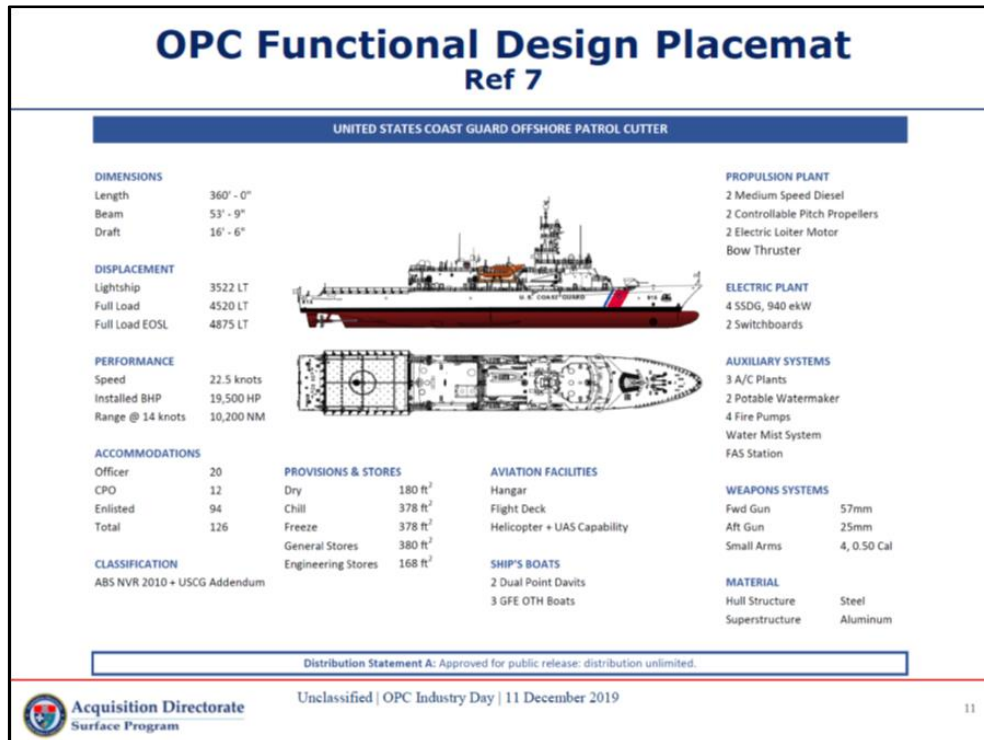 OPC Functional Design Placemat
Ref 7
UNITED STATES COAST GUARD OFFSHORE PATROL CUTTER
DIMENSIONS
Length 360' - 0"
Beam 53' - 9"
Draft 16' - 6"
DISPLACEMENT
Lightship 3522 LT
Full Load 4520 LT
Full Load EOSL 4875 LT
PERFORMANCE
Speed 22.5 knots
Installed BHP 19,500 HP
Range @ 14 knots 10,200 NM
ACCOMMODATIONS
Officer 20
CPO 12
Enlisted 94
Total 126
CLASSIFICATION
ABS NVR 2010 + USCG Addendum
U.S. COAST GUARD
PROVISIONS & STORES
Dry 180 ft²
Chill 378 ft²
Freeze 378 ft²
General Stores 380 ft²
Engineering Stores 168 ft²
AVIATION FACILITIES
Hangar
Flight Deck
Helicopter + UAS Capability
SHIP'S BOATS
2 Dual Point Davits
3 GFE OTH Boats
PROPULSION PLANT
2 Medium Speed Diesel
2 Controllable Pitch Propellers
2 Electric Loiter Motor
Bow Thruster
ELECTRIC PLANT
4 SSDG, 940 ekW
2 Switchboards
AUXILIARY SYSTEMS
3 A/C Plants
2 Potable Watermaker
4 Fire Pumps
Water Mist System
FAS Station
WEAPONS SYSTEMS
Fwd Gun 57mm
Aft Gun 25mm
Small Arms 4, 0.50 Cal
MATERIAL
Hull Structure Steel
Superstructure Aluminum
Distribution Statement A: Approved for public release: distribution unlimited.
Acquisition Directorate
Surface Program
Unclassified | OPC Industry Day | 11 December 2019
11